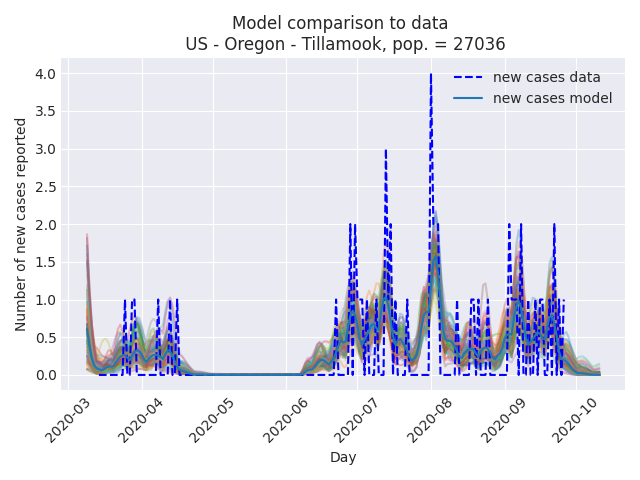 Model comparison to data
US - Oregon - Tillamook, pop. = 27036
new cases data
new cases model
Number of new cases reported
4.0
3.5
3.0
2.5
2.0
1.5
1.0
0.5
0.0
2020-03
2020-04
2020-05
2020-06
2020-07
2020-08
2020-09
2020-10
Day